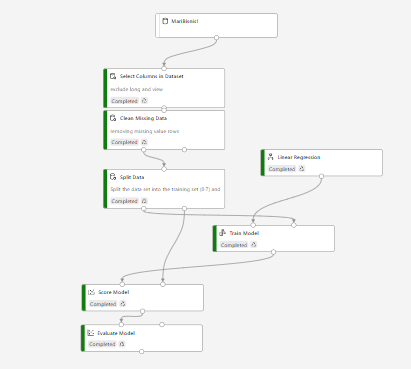 MariBisnis!
Select Columns in Dataset
exclude long and view
Completed
Clean Missing Data
removing missing value rows
Completed
Split Data
Split the data set into the training set (0.7) and
Completed
Linear Regression
Completed
Train Model
Completed
Score Model
Completed
Evaluate Model
Completed